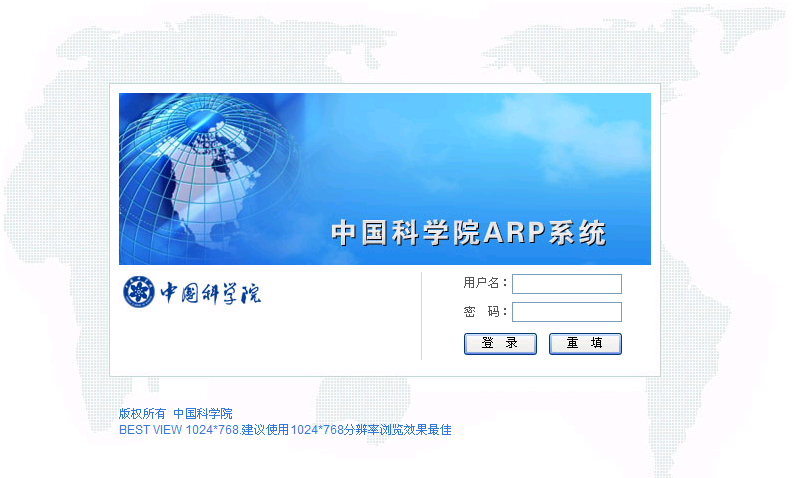 中国科学院ARP系统
中国科学院
用户名：
密 码：
登 录 重 填
版权所有 中国科学院
BEST VIEW 1024*768.建议使用1024*768分辨率浏览效果最佳